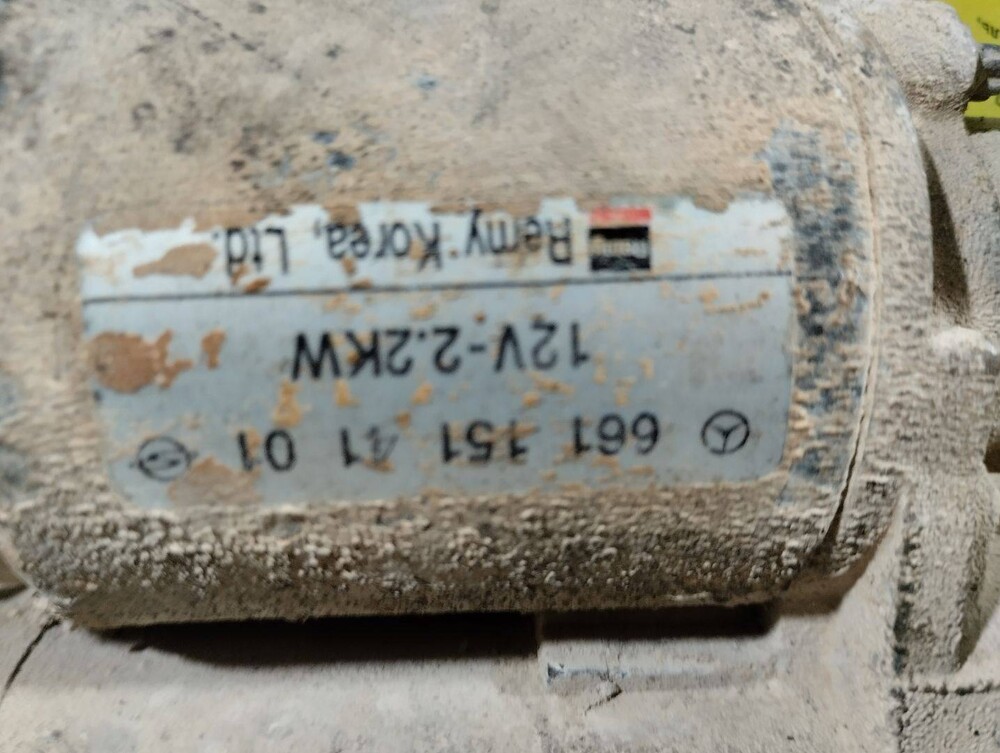 661 151 41 01
12V-2.2KW
Remy Korea, Ltd.